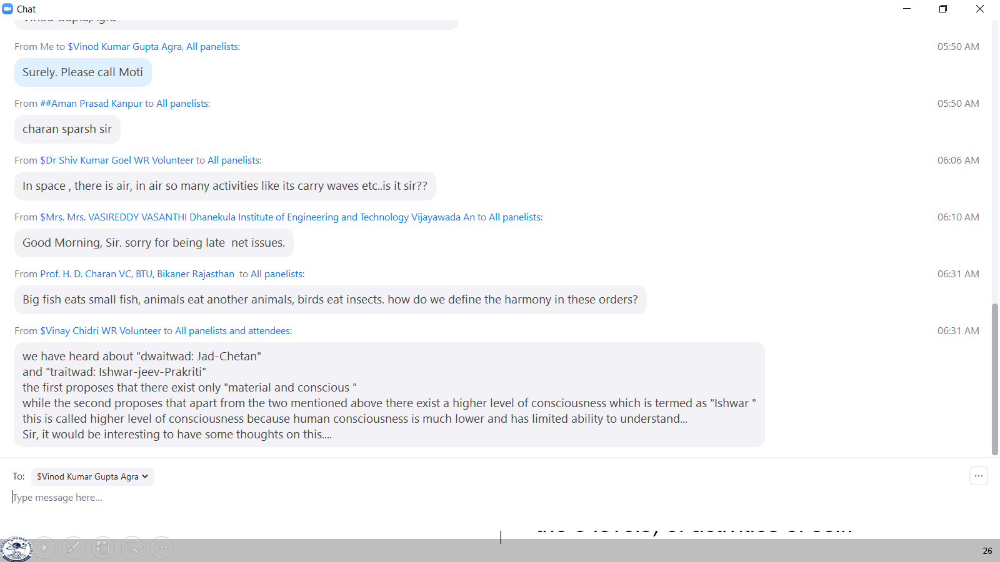 Chat
Vinod Gupta,Agra
From Me to $Vinod Kumar Gupta Agra, All panelists:
05:50 AM
Surely. Please call Moti
From ##Aman Prasad Kanpur to All panelists:
05:50 AM
charan sparsh sir
From $Dr Shiv Kumar Goel WR Volunteer to All panelists:
06:06 AM
In space , there is air, in air so many activities like its carry waves etc..is it sir??
From $Mrs. Mrs. VASIREDDY VASANTHI Dhanekula Institute of Engineering and Technology Vijayawada An to All panelists:
06:10 AM
Good Morning, Sir. sorry for being late  net issues.
From Prof. H. D. Charan VC, BTU, Bikaner Rajasthan  to All panelists:
06:31 AM
Big fish eats small fish, animals eat another animals, birds eat insects. how do we define the harmony in these orders?
From $Vinay Chidri WR Volunteer to All panelists and attendees:
06:31 AM
we have heard about "dwaitwad: Jad-Chetan"
and "traitwad: Ishwar-jeev-Prakriti"
the first proposes that there exist only "material and conscious "
while the second proposes that apart from the two mentioned above there exist a higher level of consciousness which is termed as "Ishwar "
this is called higher level of consciousness because human consciousness is much lower and has limited ability to understand...
Sir, it would be interesting to have some thoughts on this....
To: $Vinod Kumar Gupta Agra
Type message here...
26